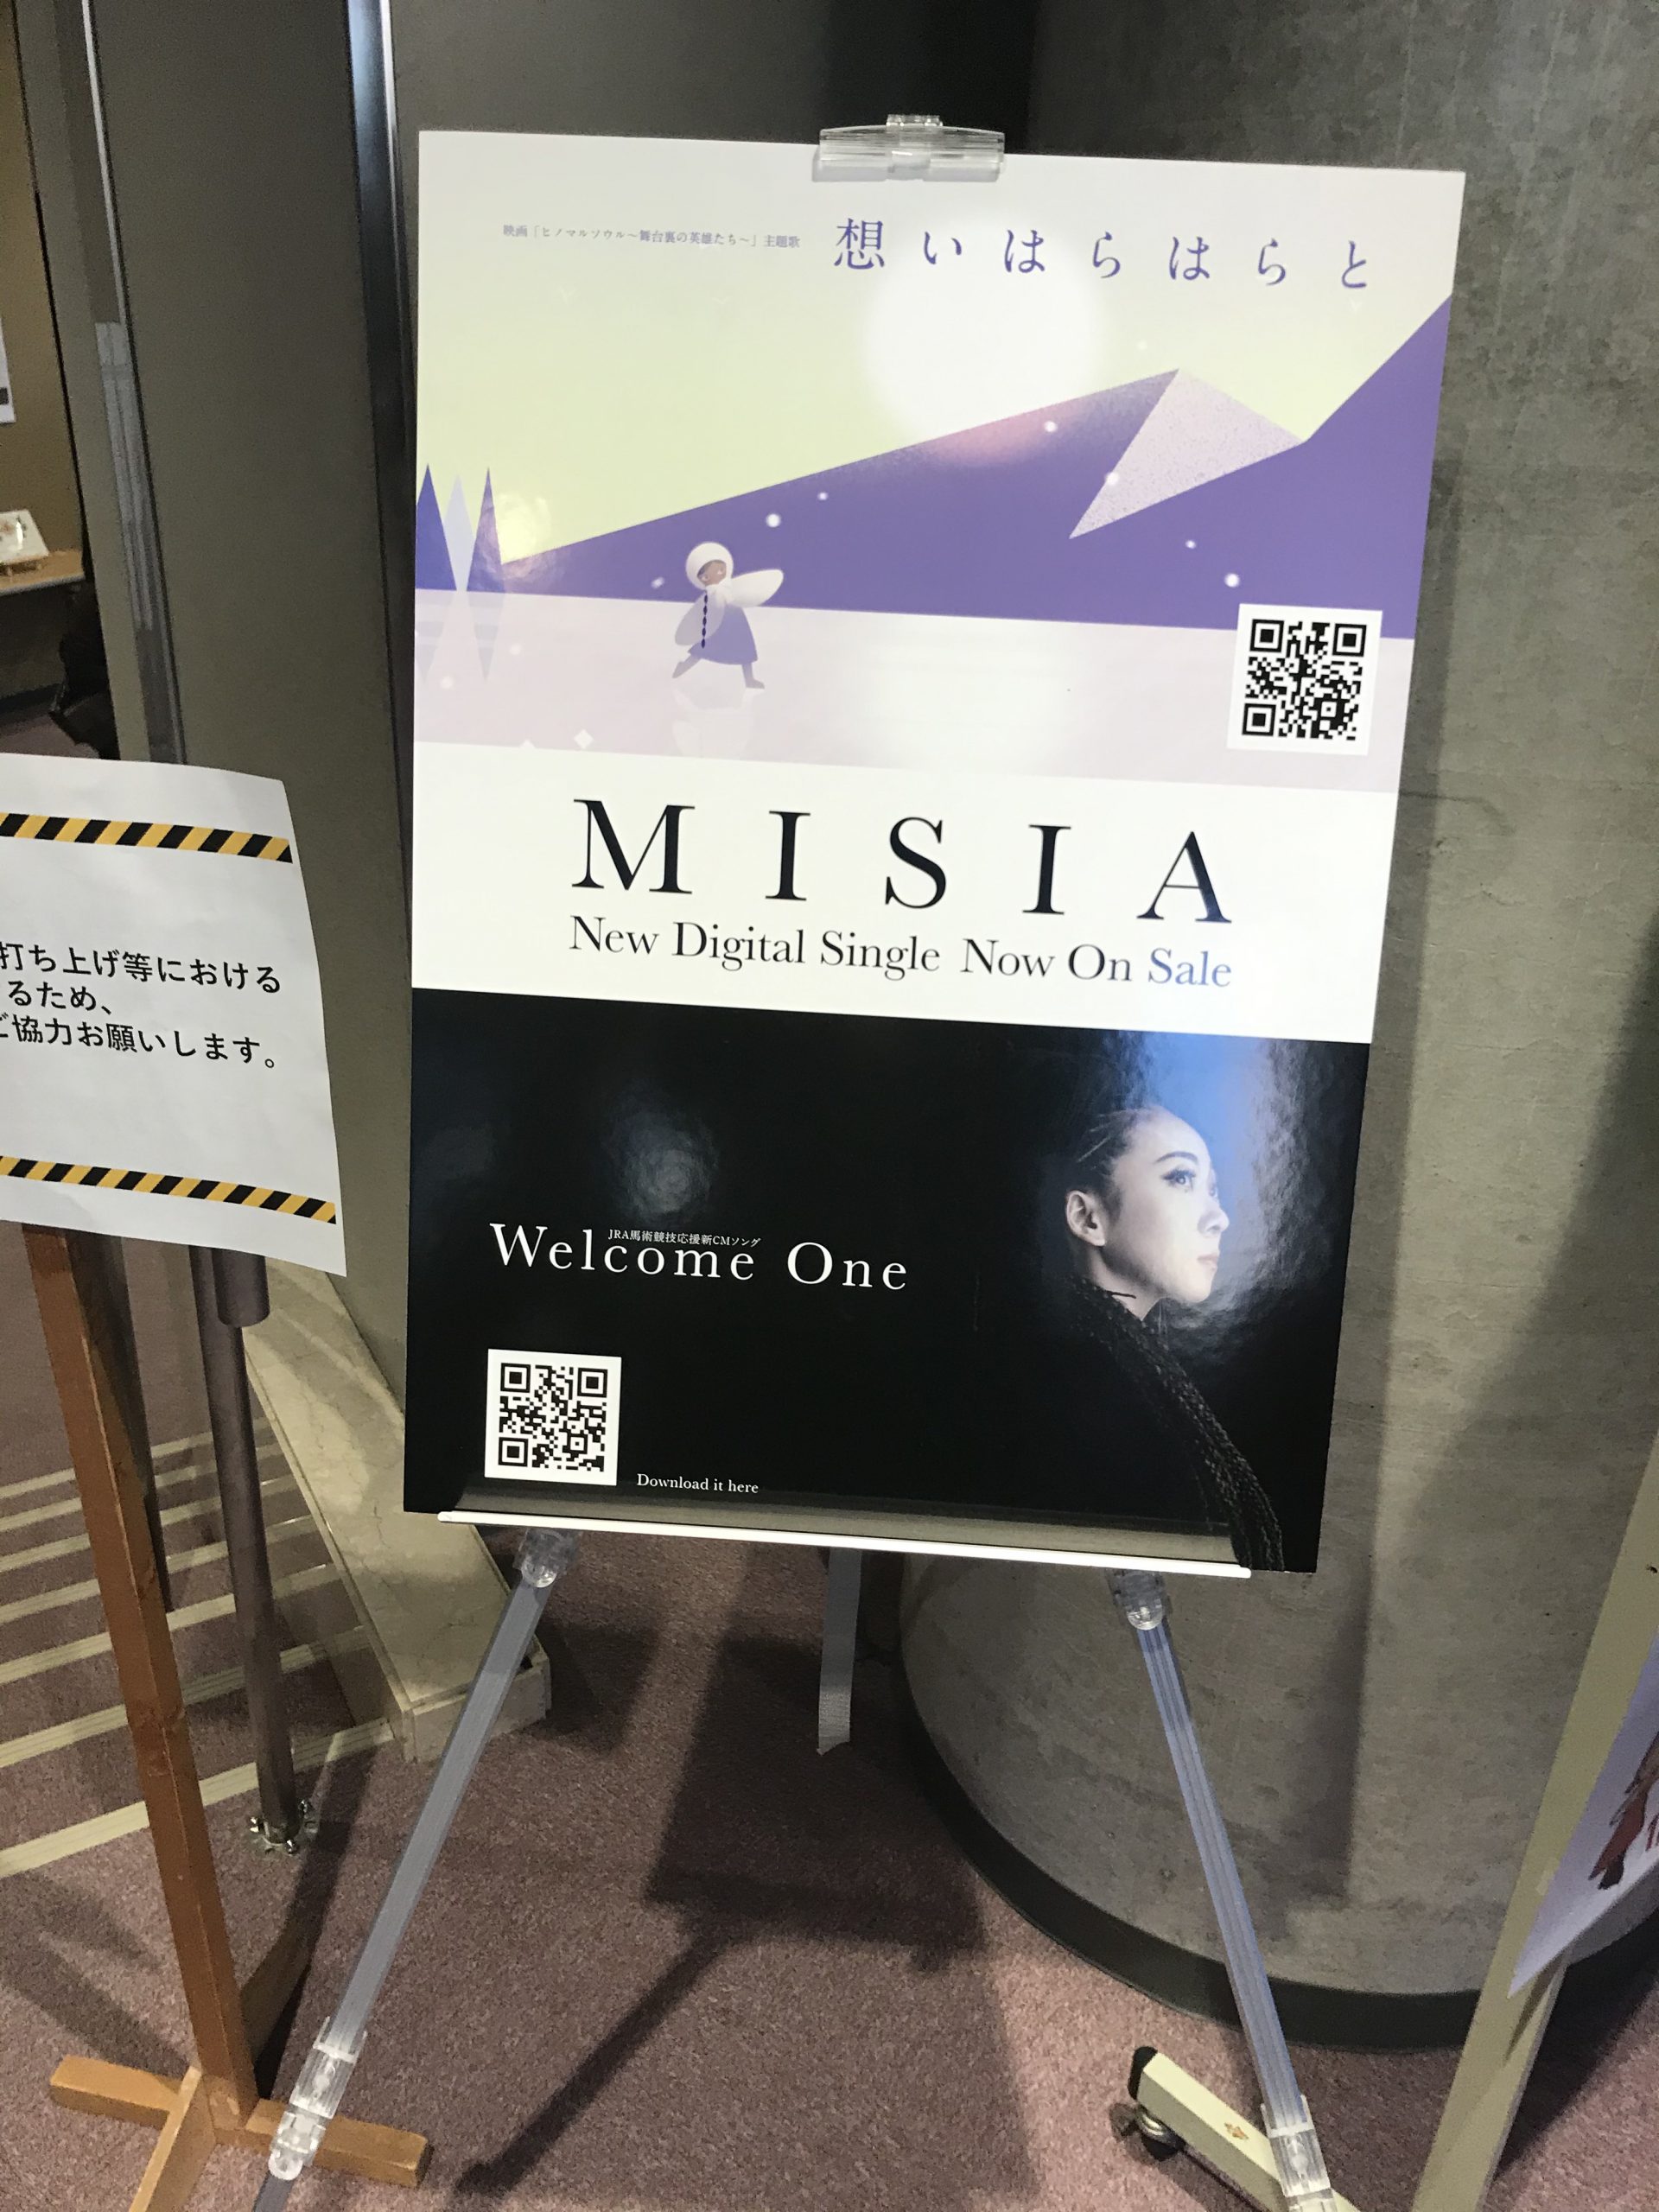 映画「ヒノマルソウル〜舞台裏の英雄たち〜」主題歌
想いはらはらと
MISIA
New Digital Single Now On Sale
JRA馬術競技応援新CMソング
Welcome One
Download it here
打ち上げ等における
るため、
ご協力お願いします。